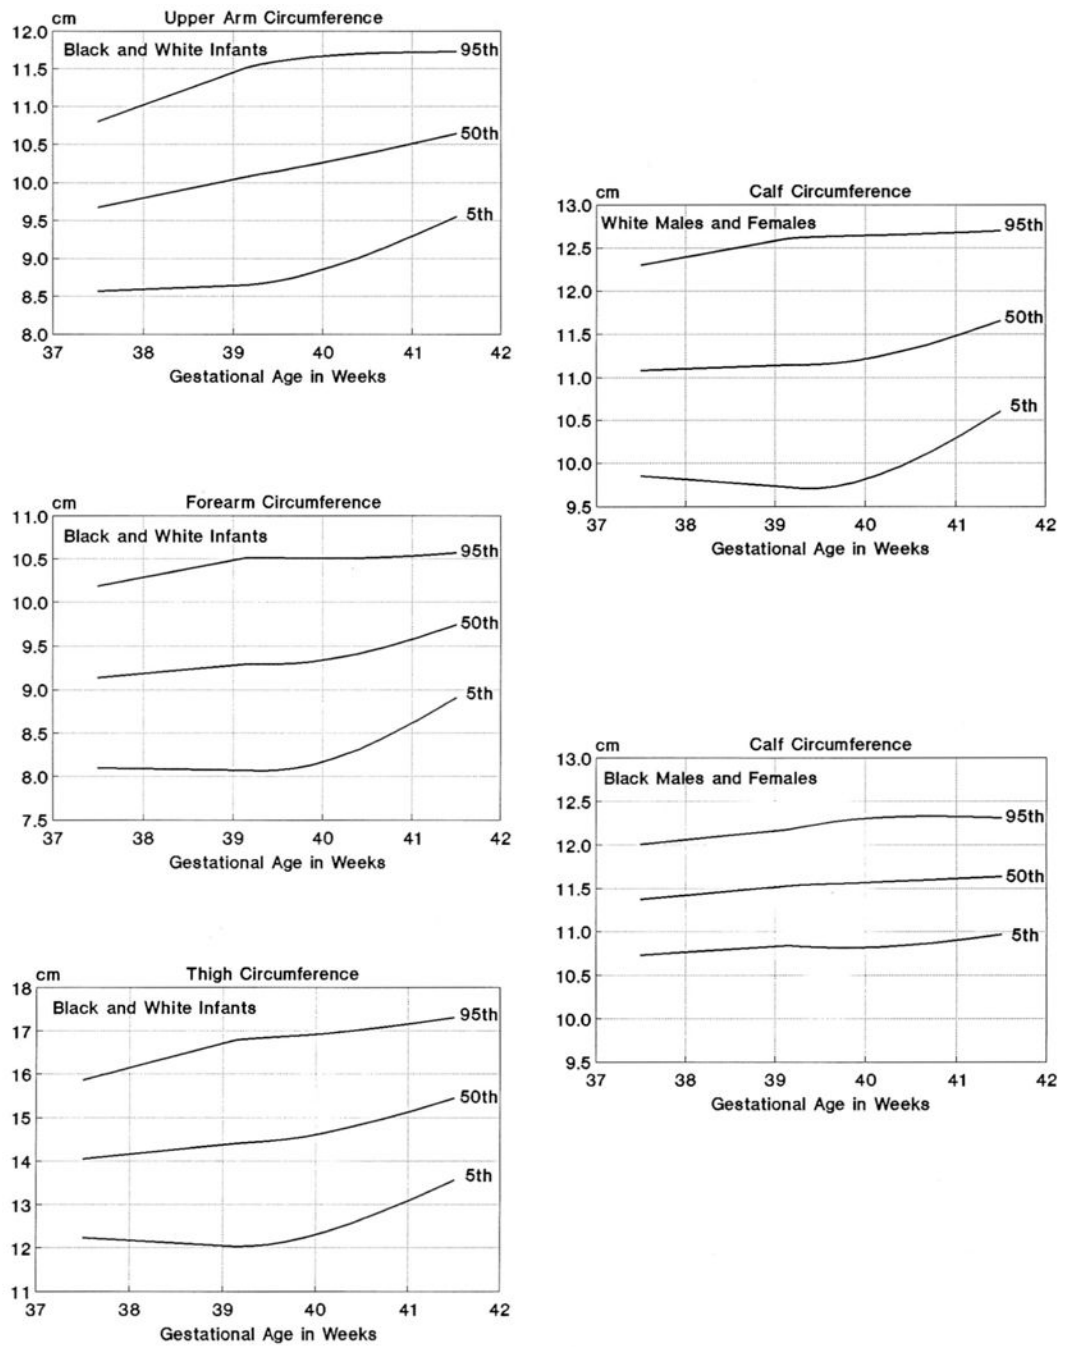 cm Upper Arm Circumference
12.0
Black and White Infants
95th
11.5
11.0
10.5
50th
10.0
9.5
5th
9.0
8.5
8.0
37 38 39 40 41 42
Gestational Age in Weeks
cm Forearm Circumference
11.0
Black and White Infants
10.5
95th
10.0
9.5
50th
9.0
5th
8.5
8.0
7.5
37 38 39 40 41 42
Gestational Age in Weeks
cm Thigh Circumference
18
Black and White Infants
95th
17
16
50th
15
14
5th
13
12
11
37 38 39 40 41 42
Gestational Age in Weeks
cm Calf Circumference
13.0
White Males and Females
95th
12.5
12.0
50th
11.5
11.0
5th
10.5
10.0
9.5
37 38 39 40 41 42
Gestational Age in Weeks
cm Calf Circumference
13.0
Black Males and Females
12.5
95th
12.0
50th
11.5
11.0
5th
10.5
10.0
9.5
37 38 39 40 41 42
Gestational Age in Weeks